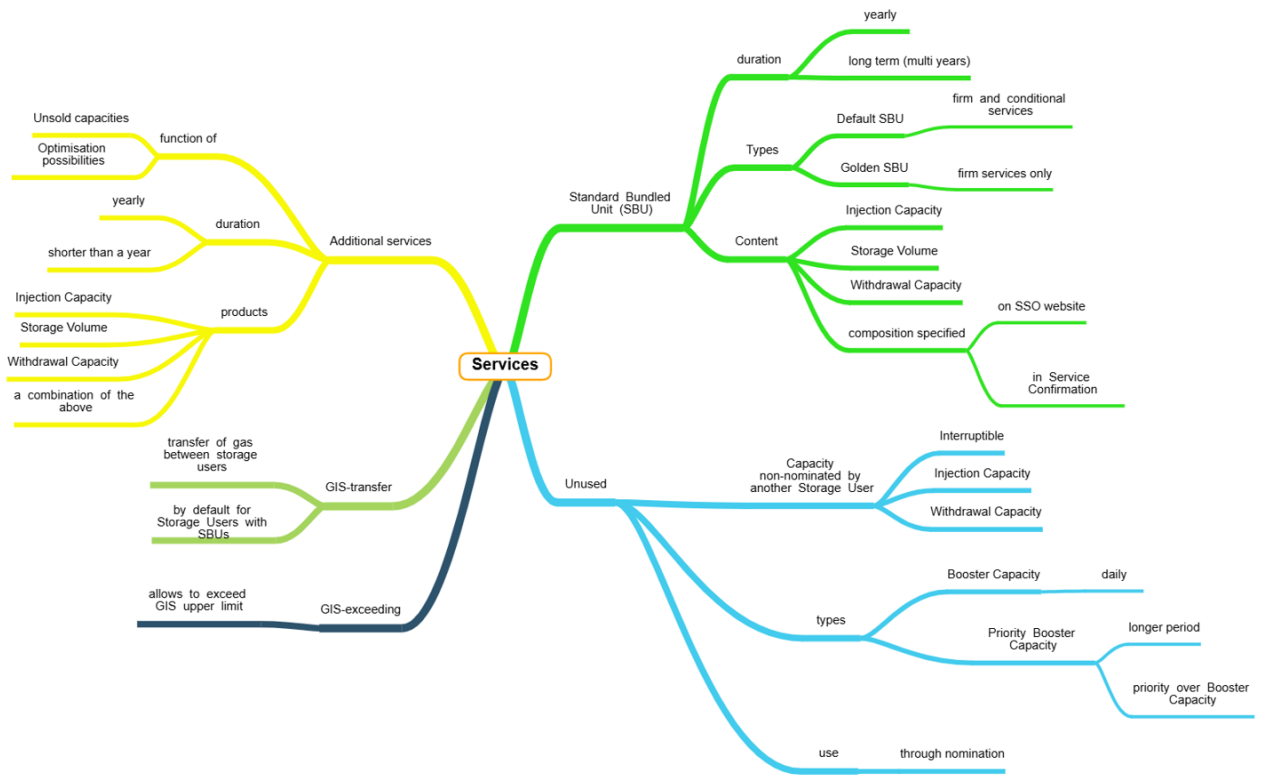 Services
Standard Bundled
Unit (SBU)
duration
yearly
long term (multi years)
Types
Default SBU
firm and conditional
services
Golden SBU
firm services only
Content
Injection Capacity
Storage Volume
Withdrawal Capacity
composition specified
on SSO website
in Service
Confirmation
Unused
Capacity
non-nominated by
another Storage User
Interruptible
Injection Capacity
Withdrawal Capacity
types
Booster Capacity
daily
Priority Booster
Capacity
longer period
priority over Booster
Capacity
use
through nomination
Additional services
function of
Unsold capacities
Optimisation
possibilities
duration
yearly
shorter than a year
products
Injection Capacity
Storage Volume
Withdrawal Capacity
a combination of the
above
GIS-transfer
transfer of gas
between storage
users
by default for
Storage Users with
SBUs
GIS-exceeding
allows to exceed
GIS upper limit